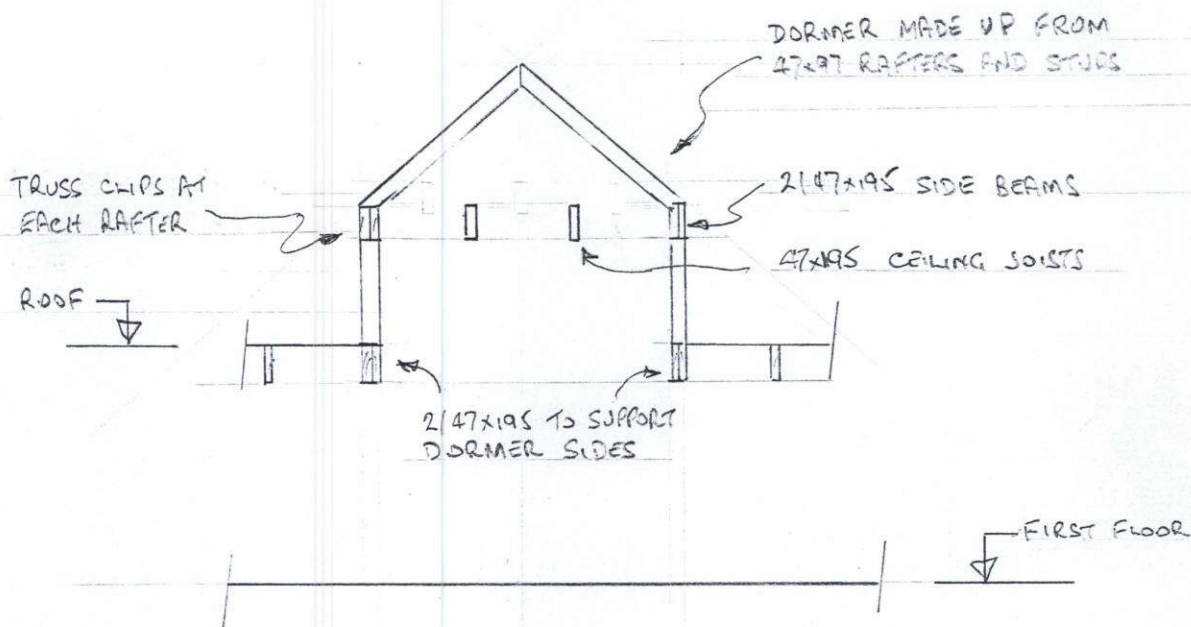 DORMER MADE UP FROM
47x97 RAFTERS AND STUDS
TRUSS CLIPS AT
EACH RAFTER
2/47x195 SIDE BEAMS
47x195 CEILING JOISTS
ROOF
2/47x195 TO SUPPORT
DORMER SIDES
FIRST FLOOR